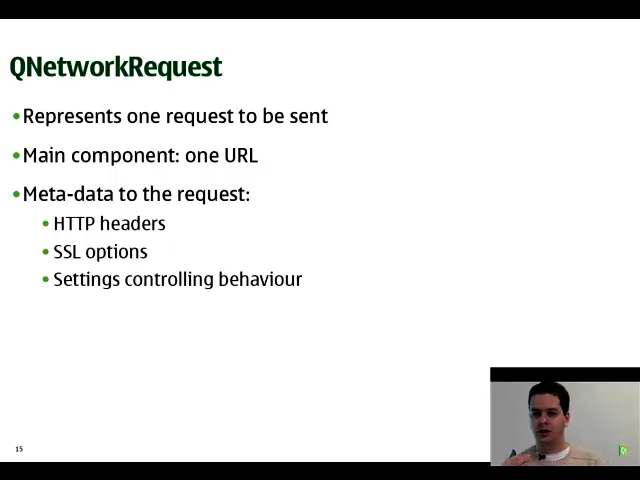 QNetworkRequest
•Represents one request to be sent
•Main component: one URL
•Meta-data to the request:
•HTTP headers
•SSL options
•Settings controlling behaviour
15